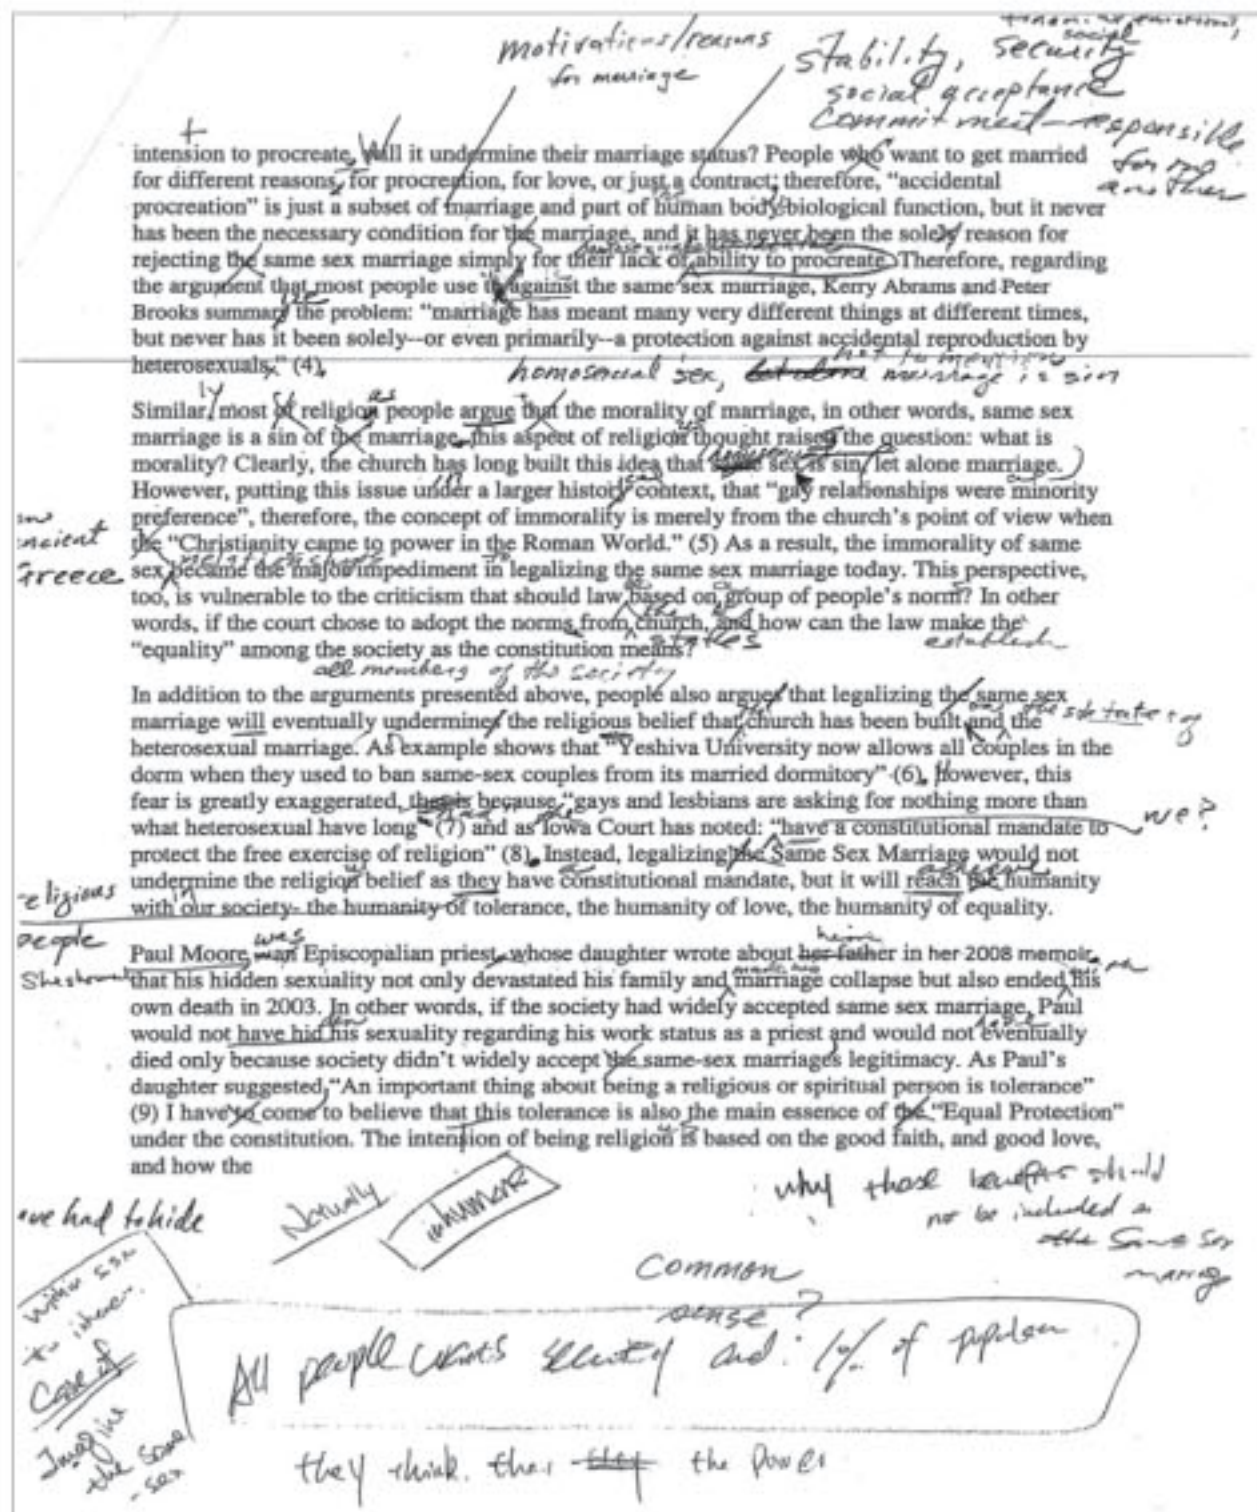 motivations/reasons
for marriage
social
stability, security
social acceptance
commitment - responsible
for one
another
intension to procreate, Will it undermine their marriage status? People who want to get married
for different reasons, for procreation, for love, or just a contract; therefore, “accidental
procreation” is just a subset of marriage and part of human body biological function, but it never
has been the necessary condition for the marriage, and it has never been the solely reason for
rejecting the same sex marriage simply for their lack of ability to procreate. Therefore, regarding
the argument that most people use to against the same sex marriage, Kerry Abrams and Peter
Brooks summary the problem: “marriage has meant many very different things at different times,
but never has it been solely--or even primarily--a protection against accidental reproduction by
heterosexuals.” (4)
homosexual sex, let alone not to mention marriage is sin
Similar most of religion people argue that the morality of marriage, in other words, same sex
marriage is a sin of the marriage, this aspect of religion thought raised the question: what is
morality? Clearly, the church has long built this idea that same sex is sin, let alone marriage.
However, putting this issue under a larger history context, that “gay relationships were minority
preference”, therefore, the concept of immorality is merely from the church’s point of view when
the “Christianity came to power in the Roman World.” (5) As a result, the immorality of same
ancient
Greece
sex became the major impediment in legalizing the same sex marriage today. This perspective,
too, is vulnerable to the criticism that should law based on group of people’s norm? In other
words, if the court chose to adopt the norms from church, and how can the law make the
“equality” among the society as the constitution means?
states
all members of the society
In addition to the arguments presented above, people also argues that legalizing the same sex
marriage will eventually undermines the religious belief that church has been built and the
heterosexual marriage. As example shows that “Yeshiva University now allows all couples in the
dorm when they used to ban same-sex couples from its married dormitory” (6). However, this
fear is greatly exaggerated, that is because “gays and lesbians are asking for nothing more than
what heterosexual have long” (7) and as Iowa Court has noted: “have a constitutional mandate to
we?
protect the free exercise of religion” (8). Instead, legalizing the Same Sex Marriage would not
undermine the religion belief as they have constitutional mandate, but it will reach the humanity
with our society- the humanity of tolerance, the humanity of love, the humanity of equality.
religious
people
was
Paul Moore, an Episcopalian priest, whose daughter wrote about her father in her 2008 memoir,
that his hidden sexuality not only devastated his family and marriage collapse but also ended his
own death in 2003. In other words, if the society had widely accepted same sex marriage, Paul
would not have hid his sexuality regarding his work status as a priest and would not eventually
died only because society didn’t widely accept the same-sex marriages legitimacy. As Paul’s
daughter suggested, “An important thing about being a religious or spiritual person is tolerance”
(9) I have to come to believe that this tolerance is also the main essence of the “Equal Protection”
under the constitution. The intension of being religion is based on the good faith, and good love,
and how the
why those benefits should
not be included in
same sex
marriage
have had to hide
Actually
inhumane
Common
sense?
All people wants security and 1% of
Case of
Imagine
the same
-sex
they think. that they the power